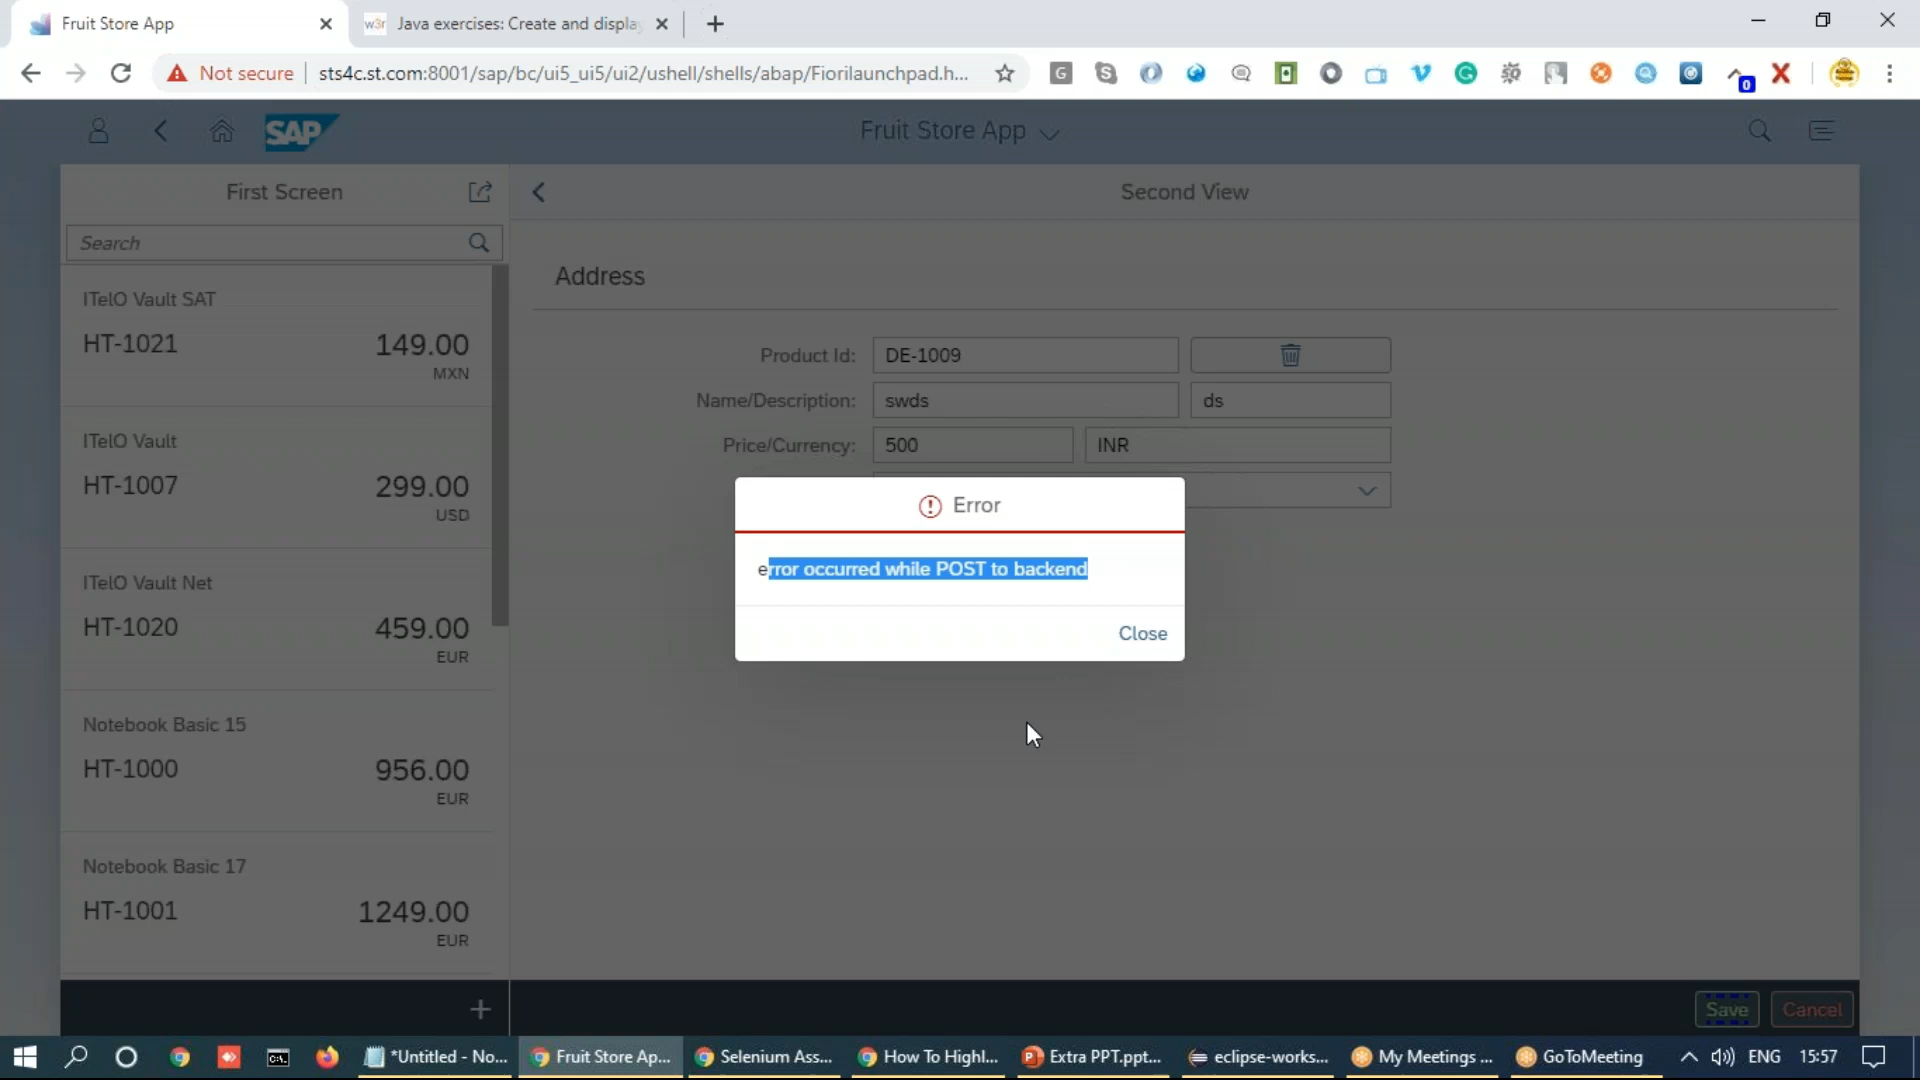 Fruit Store App
w3r Java exercises: Create and displa
Not secure
sts4c.st.com:8001/sap/bc/ui5_ui5/ui2/ushell/shells/abap/Fiorilaunchpad.h...
0
SAP
Fruit Store App
First Screen
Second View
Search
ITelO Vault SAT
HT-1021
149.00
MXN
ITelO Vault
HT-1007
299.00
USD
ITelO Vault Net
HT-1020
459.00
EUR
Notebook Basic 15
HT-1000
956.00
EUR
Notebook Basic 17
HT-1001
1249.00
EUR
Address
Product Id:
DE-1009
Name/Description:
swds
ds
Price/Currency:
500
INR
Error
error occurred while POST to backend
Close
Save
Cancel
*Untitled - No...
Fruit Store Ap...
Selenium Ass...
How To Highl...
Extra PPT.ppt...
eclipse-works...
My Meetings ...
GoToMeeting
ENG
15:57